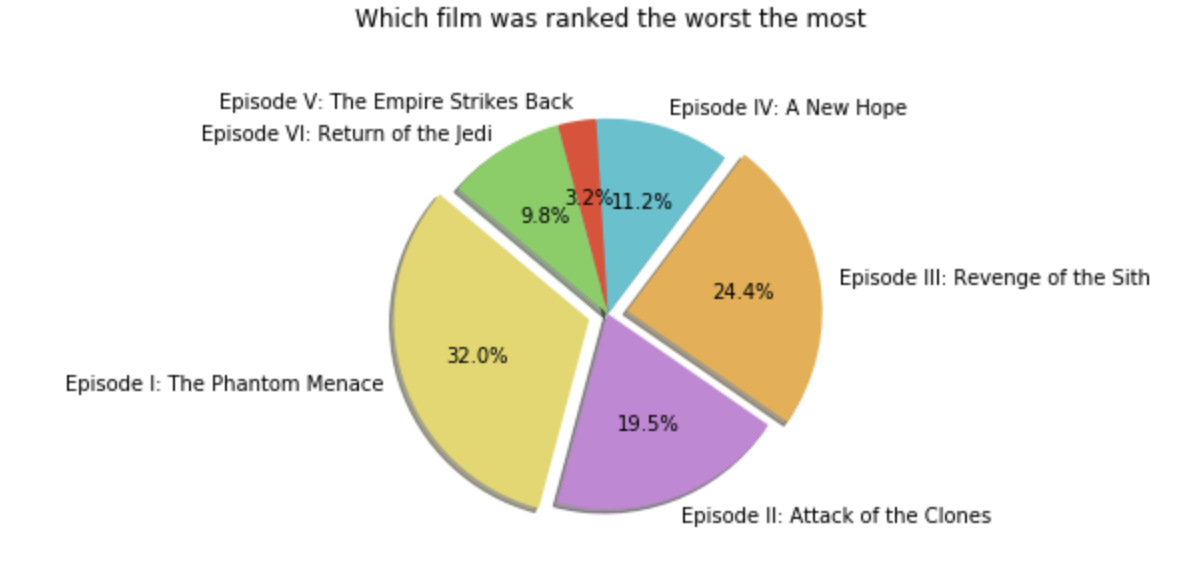 Which film was ranked the worst the most
Episode V: The Empire Strikes Back
Episode IV: A New Hope
Episode VI: Return of the Jedi
3.2%
11.2%
9.8%
Episode III: Revenge of the Sith
24.4%
32.0%
Episode I: The Phantom Menace
19.5%
Episode II: Attack of the Clones